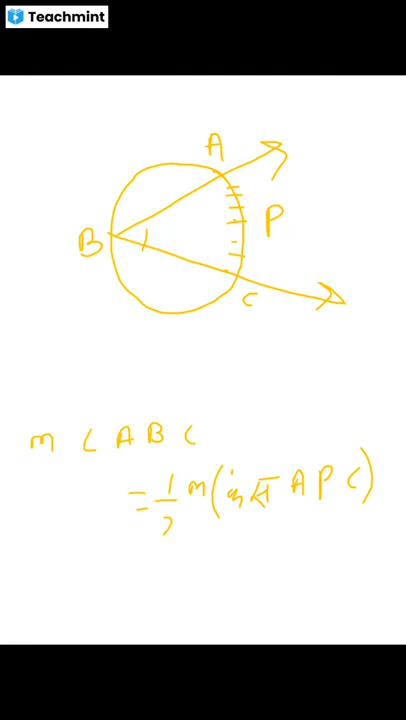 Teachmint
A
P
B
C
m ∠ A B C
= 1/2 m( A P C)